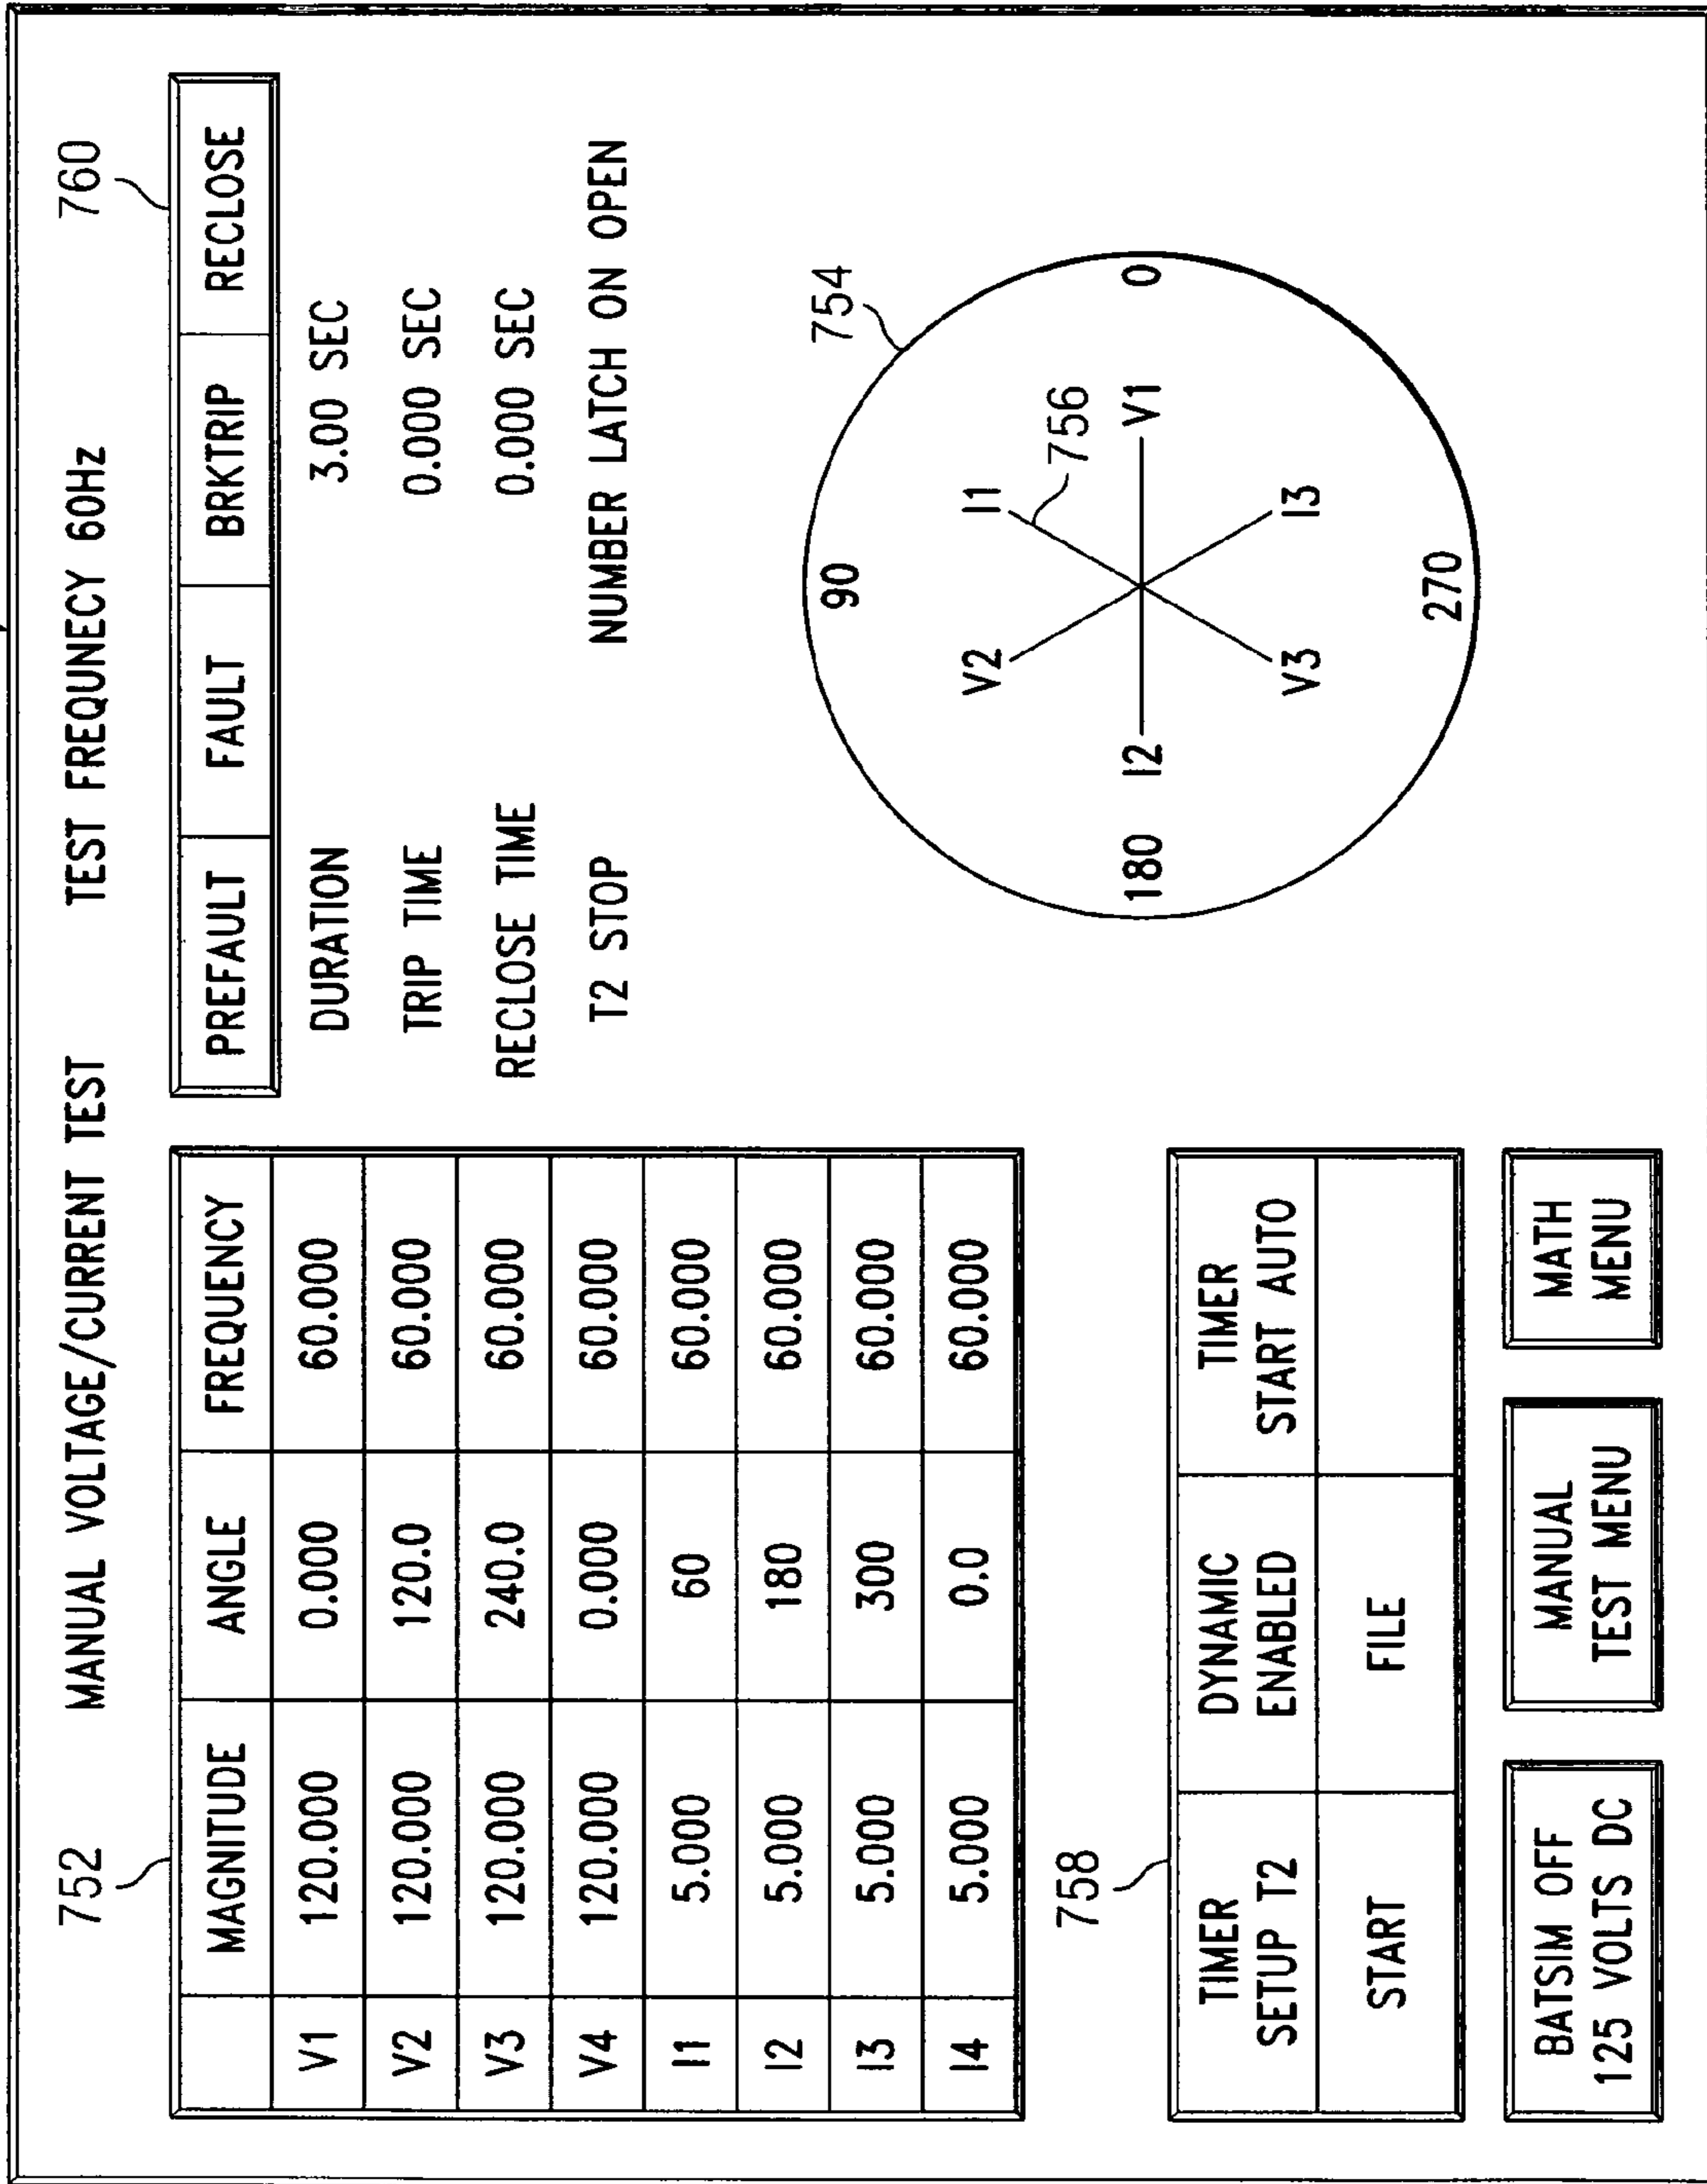 752
MANUAL VOLTAGE/CURRENT TEST
TEST FREQUNECY 60Hz
760
MAGNITUDE ANGLE FREQUENCY
V1 120.000 0.000 60.000
V2 120.000 120.0 60.000
V3 120.000 240.0 60.000
V4 120.000 0.000 60.000
I1 5.000 60 60.000
I2 5.000 180 60.000
I3 5.000 300 60.000
I4 5.000 0.0 60.000
PREFAULT FAULT BRKTRIP RECLOSE
DURATION 3.00 SEC
TRIP TIME 0.000 SEC
RECLOSE TIME 0.000 SEC
T2 STOP NUMBER LATCH ON OPEN
754
90
V2 I1
756
180 I2 V1 0
V3 I3
270
758
TIMER SETUP T2
DYNAMIC ENABLED
TIMER START AUTO
START FILE
BATSIM OFF
125 VOLTS DC
MANUAL
TEST MENU
MATH
MENU